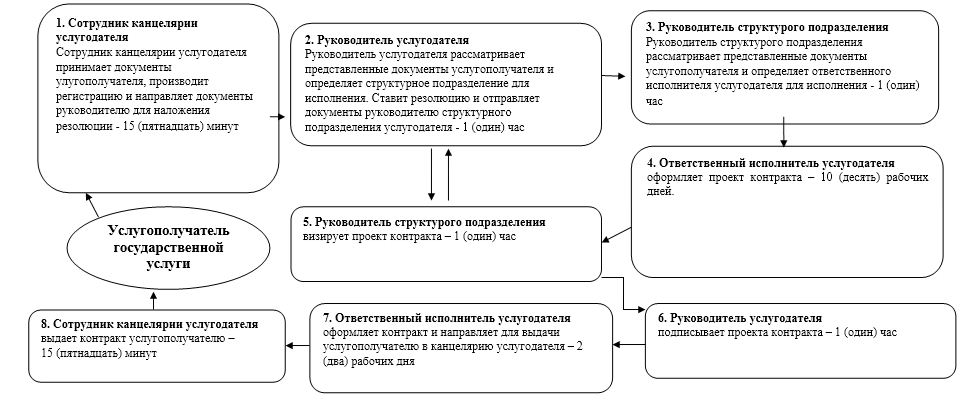 1. Сотрудник канцелярии
услугодателя
Сотрудник канцелярии услугодателя
принимает документы
улугополучателя, производит
регистрацию и направляет документы
руководителю для наложения
резолюции - 15 (пятнадцать) минут
2. Руководитель услугодателя
Руководитель услугодателя рассматривает
представленные документы услугополучателя и
определяет структурное подразделение для
исполнения. Ставит резолюцию и отправляет
документы руководителю структурного
подразделения услугодателя - 1 (один) час
3. Руководитель структурого подразделения
Руководитель структурого подразделения
рассматривает представленные документы
услугополучателя и определяет ответственного
исполнителя услугодателя для исполнения - 1 (один)
час
4. Ответственный исполнитель услугодателя
оформляет проект контракта – 10 (десять) рабочих
дней.
5. Руководитель структурого подразделения
визирует проект контракта – 1 (один) час
Услугополучатель
государственной
услуги
6. Руководитель услугодателя
подписывает проекта контракта – 1 (один) час
7. Ответственный исполнитель услугодателя
оформляет контракт и направляет для выдачи
услугополучателю в канцелярию услугодателя – 2
(два) рабочих дня
8. Сотрудник канцелярии услугодателя
выдает контракт услугополучателю –
15 (пятнадцать) минут